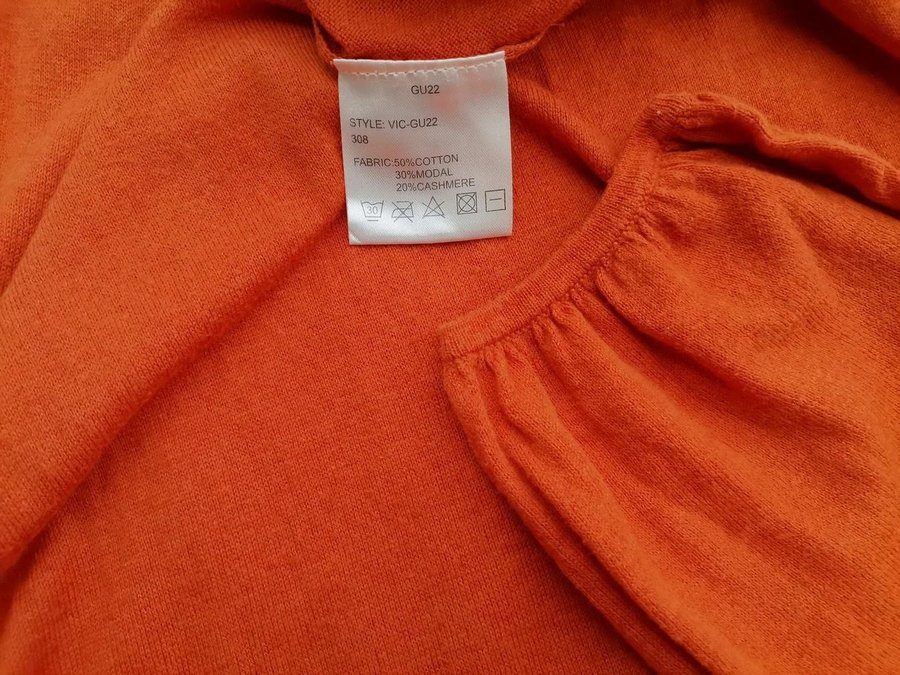 GU22
STYLE: VIC-GU22
308
FABRIC:50%COTTON
30%MODAL
20%CASHMERE
30